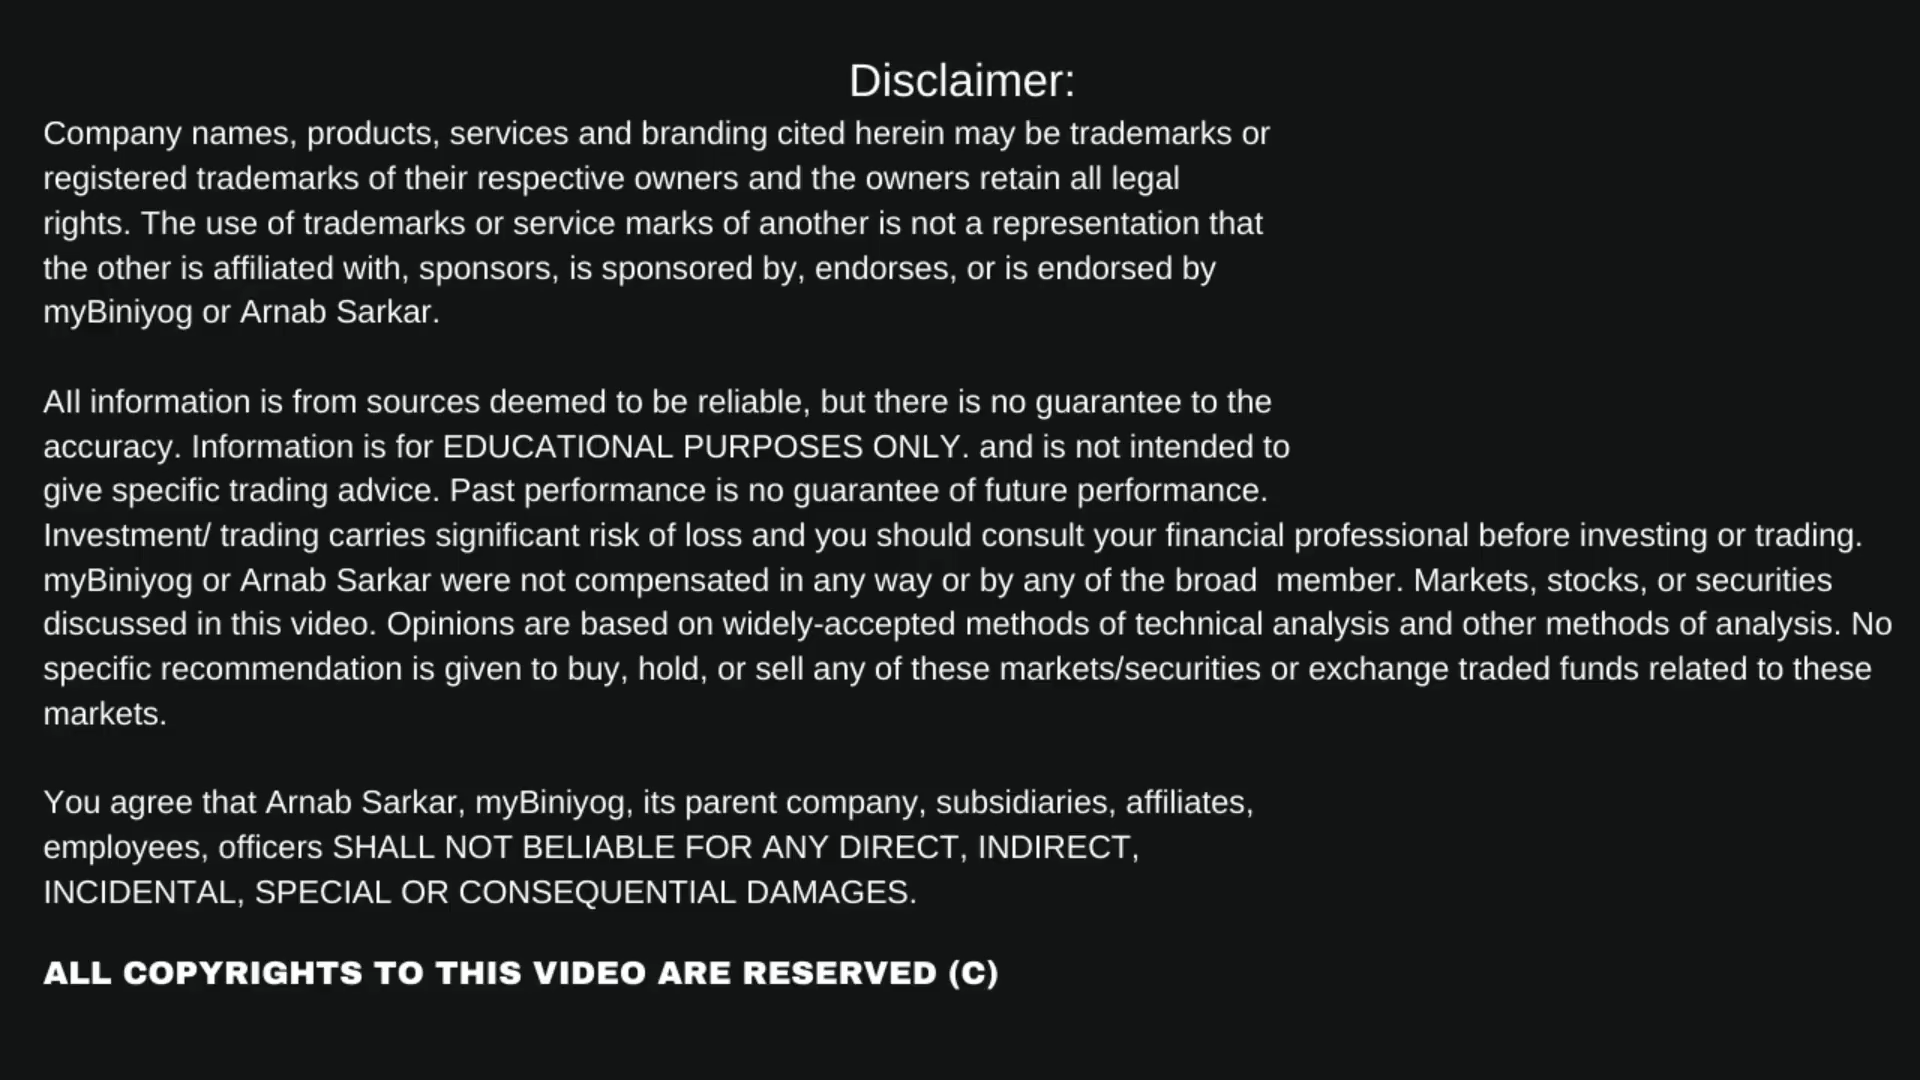 Disclaimer:
Company names, products, services and branding cited herein may be trademarks or
registered trademarks of their respective owners and the owners retain all legal
rights. The use of trademarks or service marks of another is not a representation that
the other is affiliated with, sponsors, is sponsored by, endorses, or is endorsed by
myBiniyog or Arnab Sarkar.
All information is from sources deemed to be reliable, but there is no guarantee to the
accuracy. Information is for EDUCATIONAL PURPOSES ONLY. and is not intended to
give specific trading advice. Past performance is no guarantee of future performance.
Investment/ trading carries significant risk of loss and you should consult your financial professional before investing or trading.
myBiniyog or Arnab Sarkar were not compensated in any way or by any of the broad  member. Markets, stocks, or securities
discussed in this video. Opinions are based on widely-accepted methods of technical analysis and other methods of analysis. No
specific recommendation is given to buy, hold, or sell any of these markets/securities or exchange traded funds related to these
markets.
You agree that Arnab Sarkar, myBiniyog, its parent company, subsidiaries, affiliates,
employees, officers SHALL NOT BELIABLE FOR ANY DIRECT, INDIRECT,
INCIDENTAL, SPECIAL OR CONSEQUENTIAL DAMAGES.
ALL COPYRIGHTS TO THIS VIDEO ARE RESERVED (C)